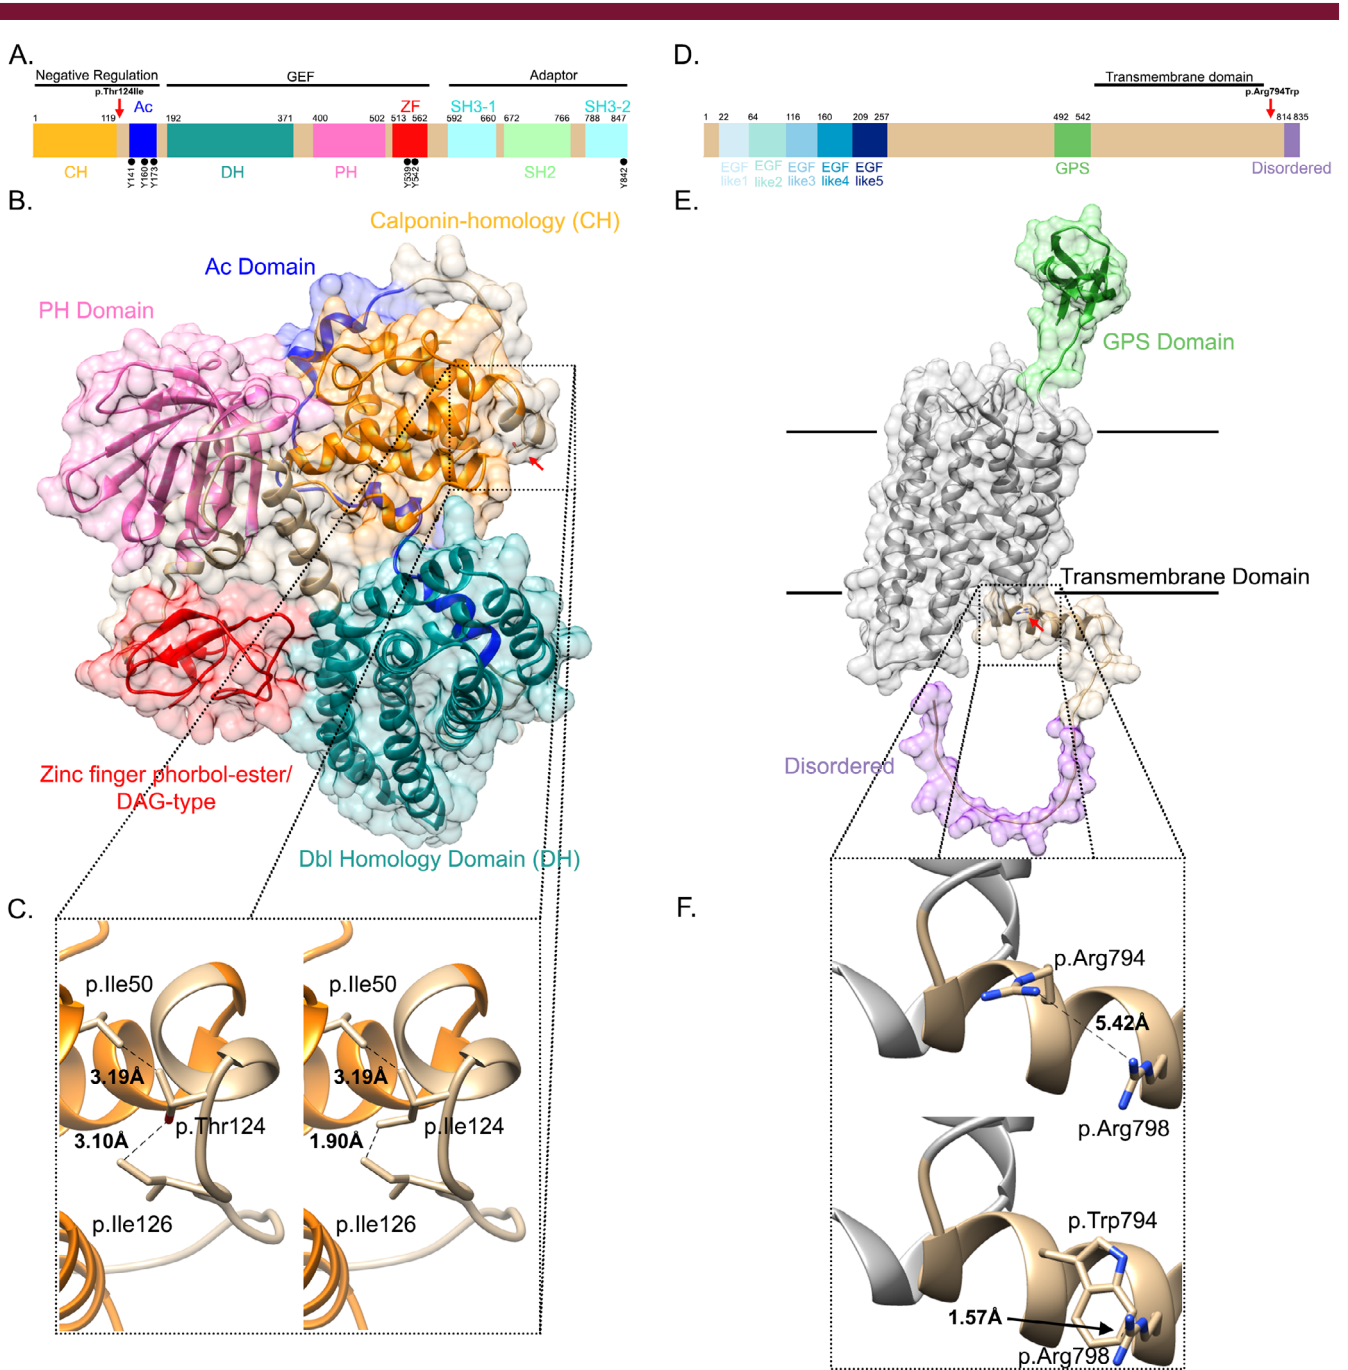 A.
Negative Regulation
GEF
Adaptor
p.Thr124Ile
Ac
ZF
SH3-1
SH3-2
1
119
192
371
400
502
513
562
592
660
672
766
788
847
CH
DH
PH
SH2
Y141
Y160
Y173
Y539
Y542
Y842
B.
Calponin-homology (CH)
Ac Domain
PH Domain
Zinc finger phorbol-ester/
DAG-type
Dbl Homology Domain (DH)
C.
p.Ile50
3.19Å
p.Thr124
3.10Å
p.Ile126
p.Ile50
3.19Å
p.Ile124
1.90Å
p.Ile126
D.
Transmembrane domain
p.Arg794Trp
1
22
64
116
160
209
257
492
542
814
835
EGF
like1
EGF
like2
EGF
like3
EGF
like4
EGF
like5
GPS
Disordered
E.
GPS Domain
Transmembrane Domain
Disordered
F.
p.Arg794
5.42Å
p.Arg798
p.Trp794
1.57Å
p.Arg798